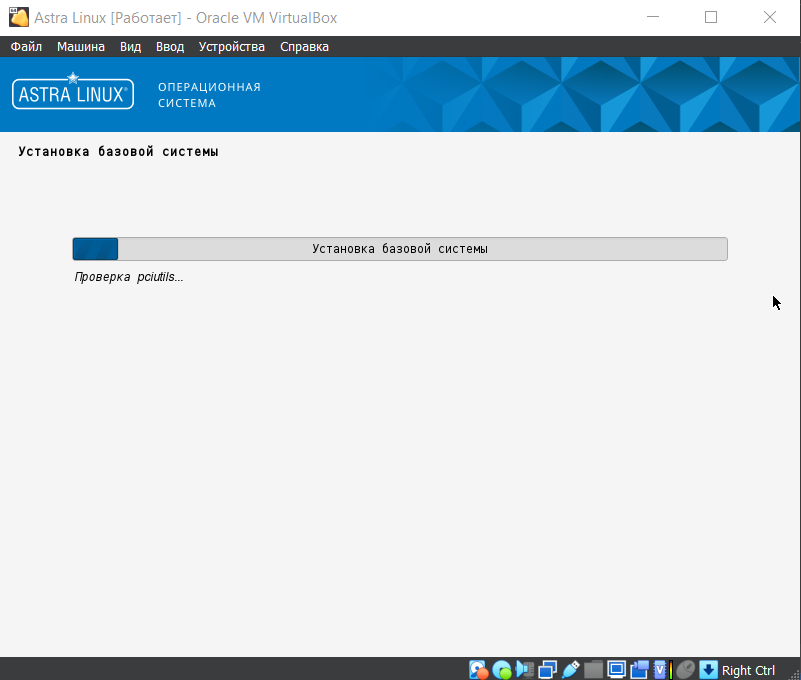 Astra Linux [Работает] - Oracle VM VirtualBox
Файл Машина Вид Ввод Устройства Справка
ASTRA LINUX®
ОПЕРАЦИОННАЯ
СИСТЕМА
Установка базовой системы
Установка базовой системы
Проверка pciutils...
Right Ctrl